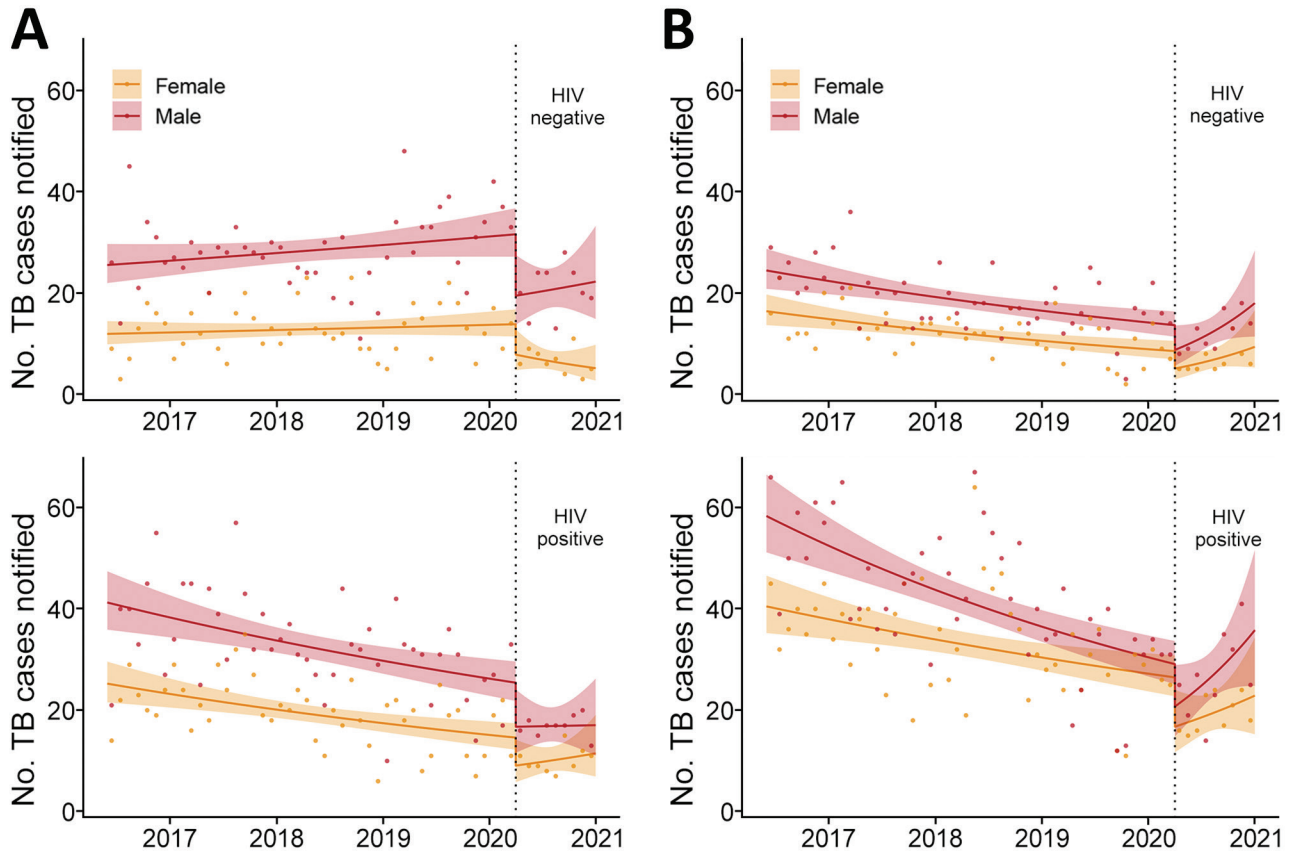 A
No. TB cases notified
60
40
20
0
Female
Male
HIV
negative
2017
2018
2019
2020
2021
B
No. TB cases notified
60
40
20
0
Female
Male
HIV
negative
2017
2018
2019
2020
2021
No. TB cases notified
60
40
20
0
HIV
positive
2017
2018
2019
2020
2021
No. TB cases notified
60
40
20
0
HIV
positive
2017
2018
2019
2020
2021